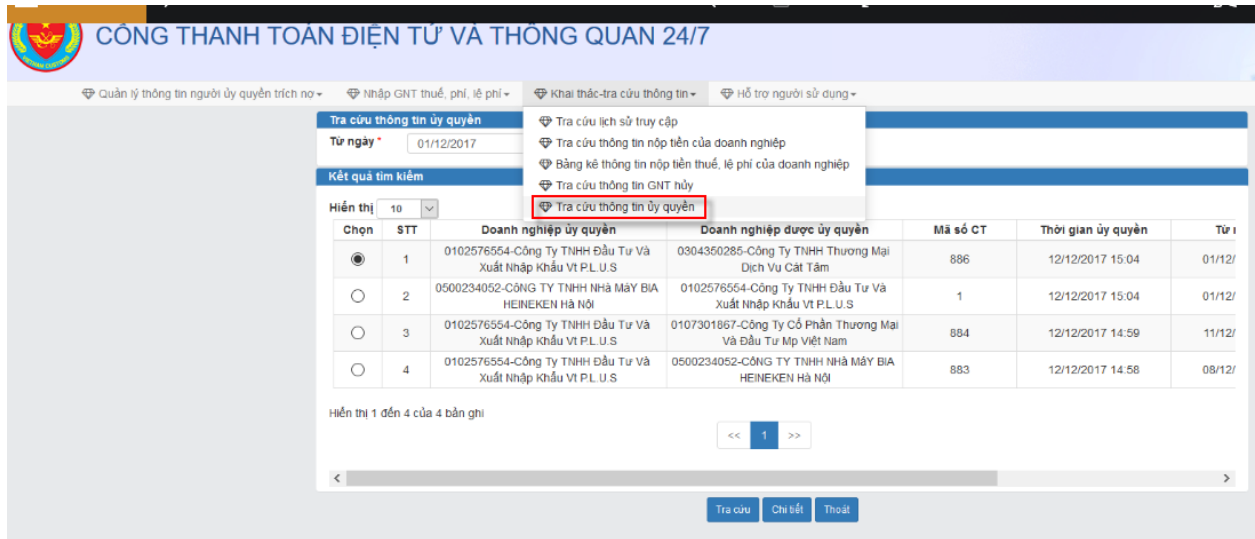 CỔNG THANH TOÁN ĐIỆN TỬ VÀ THÔNG QUAN 24/7
VIETNAM CUSTOMS
Quản lý thông tin người ủy quyền trích nợ
Nhập GNT thuế, phí, lệ phí
Khai thác-tra cứu thông tin
Hỗ trợ người sử dụng
Tra cứu thông tin ủy quyền
Từ ngày *
01/12/2017
Tra cứu lịch sử truy cập
Tra cứu thông tin nộp tiền của doanh nghiệp
Bảng kê thông tin nộp tiền thuế, lệ phí của doanh nghiệp
Tra cứu thông tin GNT hủy
Tra cứu thông tin ủy quyền
Kết quả tìm kiếm
Hiển thị 10
Chọn STT Doanh nghiệp ủy quyền Doanh nghiệp được ủy quyền Mã số CT Thời gian ủy quyền Từ
1 0102576554-Công Ty TNHH Đầu Tư Và Xuất Nhập Khẩu Vt P.L.U.S 0304350285-Công Ty TNHH Thương Mại Dịch Vụ Cát Tâm 886 12/12/2017 15:04 01/12/
2 0500234052-CôNG TY TNHH NHà MáY BIA HEINEKEN Hà NộI 0102576554-Công Ty TNHH Đầu Tư Và Xuất Nhập Khẩu Vt P.L.U.S 1 12/12/2017 15:04 01/12/
3 0102576554-Công Ty TNHH Đầu Tư Và Xuất Nhập Khẩu Vt P.L.U.S 0107301867-Công Ty Cổ Phần Thương Mại Và Đầu Tư Mp Việt Nam 884 12/12/2017 14:59 11/12/
4 0102576554-Công Ty TNHH Đầu Tư Và Xuất Nhập Khẩu Vt P.L.U.S 0500234052-CôNG TY TNHH NHà MáY BIA HEINEKEN Hà NộI 883 12/12/2017 14:58 08/12/
Hiển thị 1 đến 4 của 4 bản ghi
<< 1 >>
Tra cứu
Chi tiết
Thoát